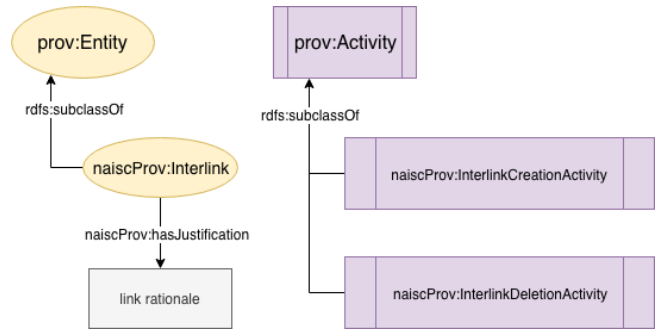 prov:Entity
prov:Activity
rdfs:subclassOf
rdfs:subclassOf
naiscProv:Interlink
naiscProv:InterlinkCreationActivity
naiscProv:hasJustification
link rationale
naiscProv:InterlinkDeletionActivity